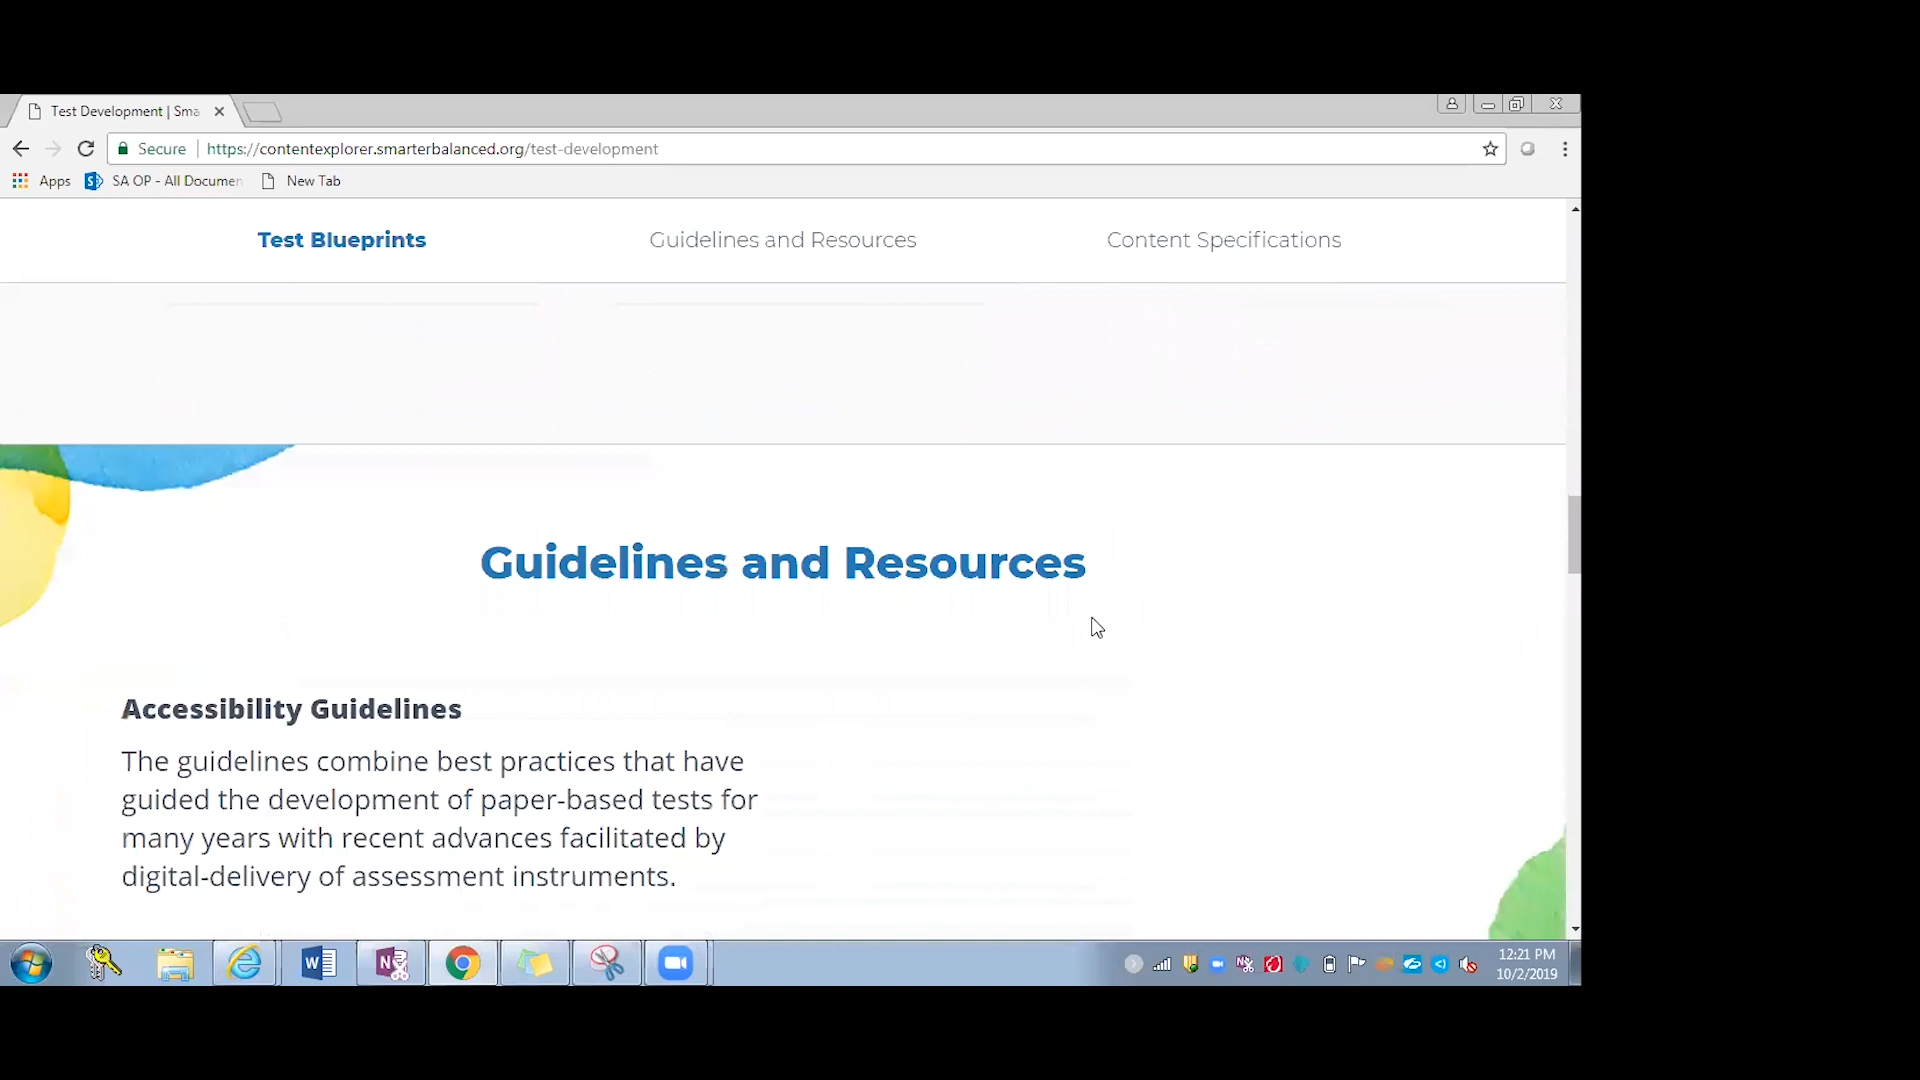 Test Development | Sma
Secure
https://contentexplorer.smarterbalanced.org/test-development
Apps
SA OP - All Documen
New Tab
Test Blueprints
Guidelines and Resources
Content Specifications
Guidelines and Resources
Accessibility Guidelines
The guidelines combine best practices that have
guided the development of paper-based tests for
many years with recent advances facilitated by
digital-delivery of assessment instruments.
12:21 PM
10/2/2019